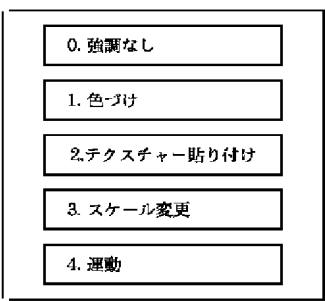 0. 強調なし
1. 色づけ
2.テクスチャー貼り付け
3. スケール変更
4. 運動